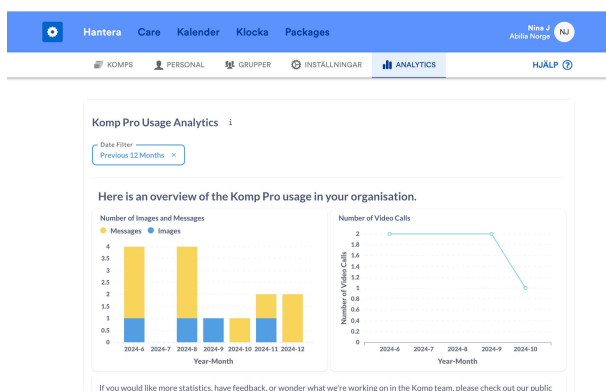 Hantera Care Kalender Klocka Packages
Nina J
Abilia Norge
NJ
KOMPS PERSONAL GRUPPER INSTÄLLNINGAR ANALYTICS HJÄLP ?
Komp Pro Usage Analytics i
Date Filter
Previous 12 Months ×
Here is an overview of the Komp Pro usage in your organisation.
Number of Images and Messages
Messages Images
4
3.5
3
2.5
2
1.5
1
0.5
0
2024-6 2024-7 2024-8 2024-9 2024-10 2024-11 2024-12
Year-Month
Number of Video Calls
Number of Video Calls
2
1.8
1.6
1.4
1.2
1
0.8
0.6
0.4
0.2
0
2024-6 2024-7 2024-8 2024-9 2024-10
Year-Month
If you would like more statistics, have feedback, or wonder what we're working on in the Komp team, please check out our public